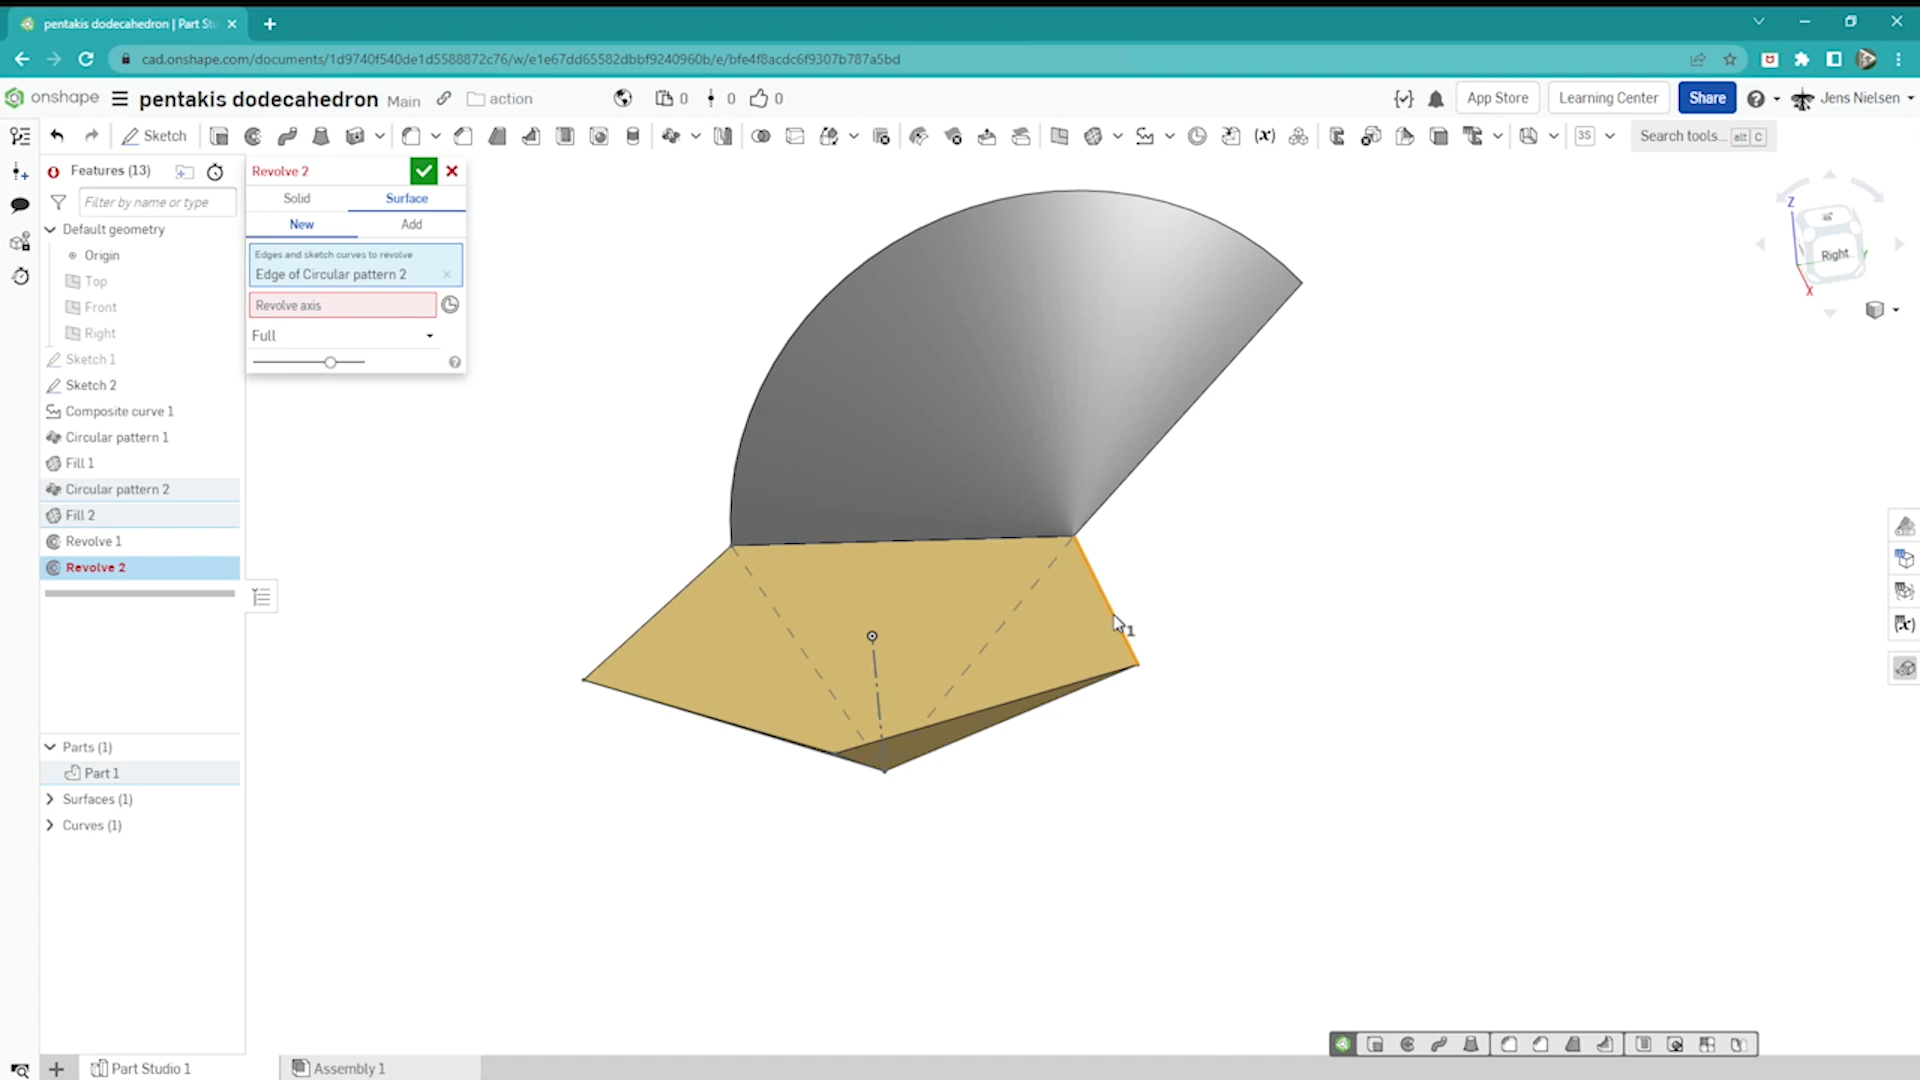 pentakis dodecahedron | Part St
cad.onshape.com/documents/1d9740f540de1d5588872c76/w/e1e67dd65582dbbf9240960b/e/bfe4f8acdc6f9307b787a5bd
onshape pentakis dodecahedron Main action 0 0 0 App Store Learning Center Share Jens Nielsen
Sketch (x) 3S Search tools... alt C
Features (13)
Filter by name or type
Default geometry
Origin
Top
Front
Right
Sketch 1
Sketch 2
Composite curve 1
Circular pattern 1
Fill 1
Circular pattern 2
Fill 2
Revolve 1
Revolve 2
Parts (1)
Part 1
Surfaces (1)
Curves (1)
Revolve 2
Solid Surface
New Add
Edges and sketch curves to revolve
Edge of Circular pattern 2
Revolve axis
Full
1
Z
Right
X
(x)
Part Studio 1 Assembly 1